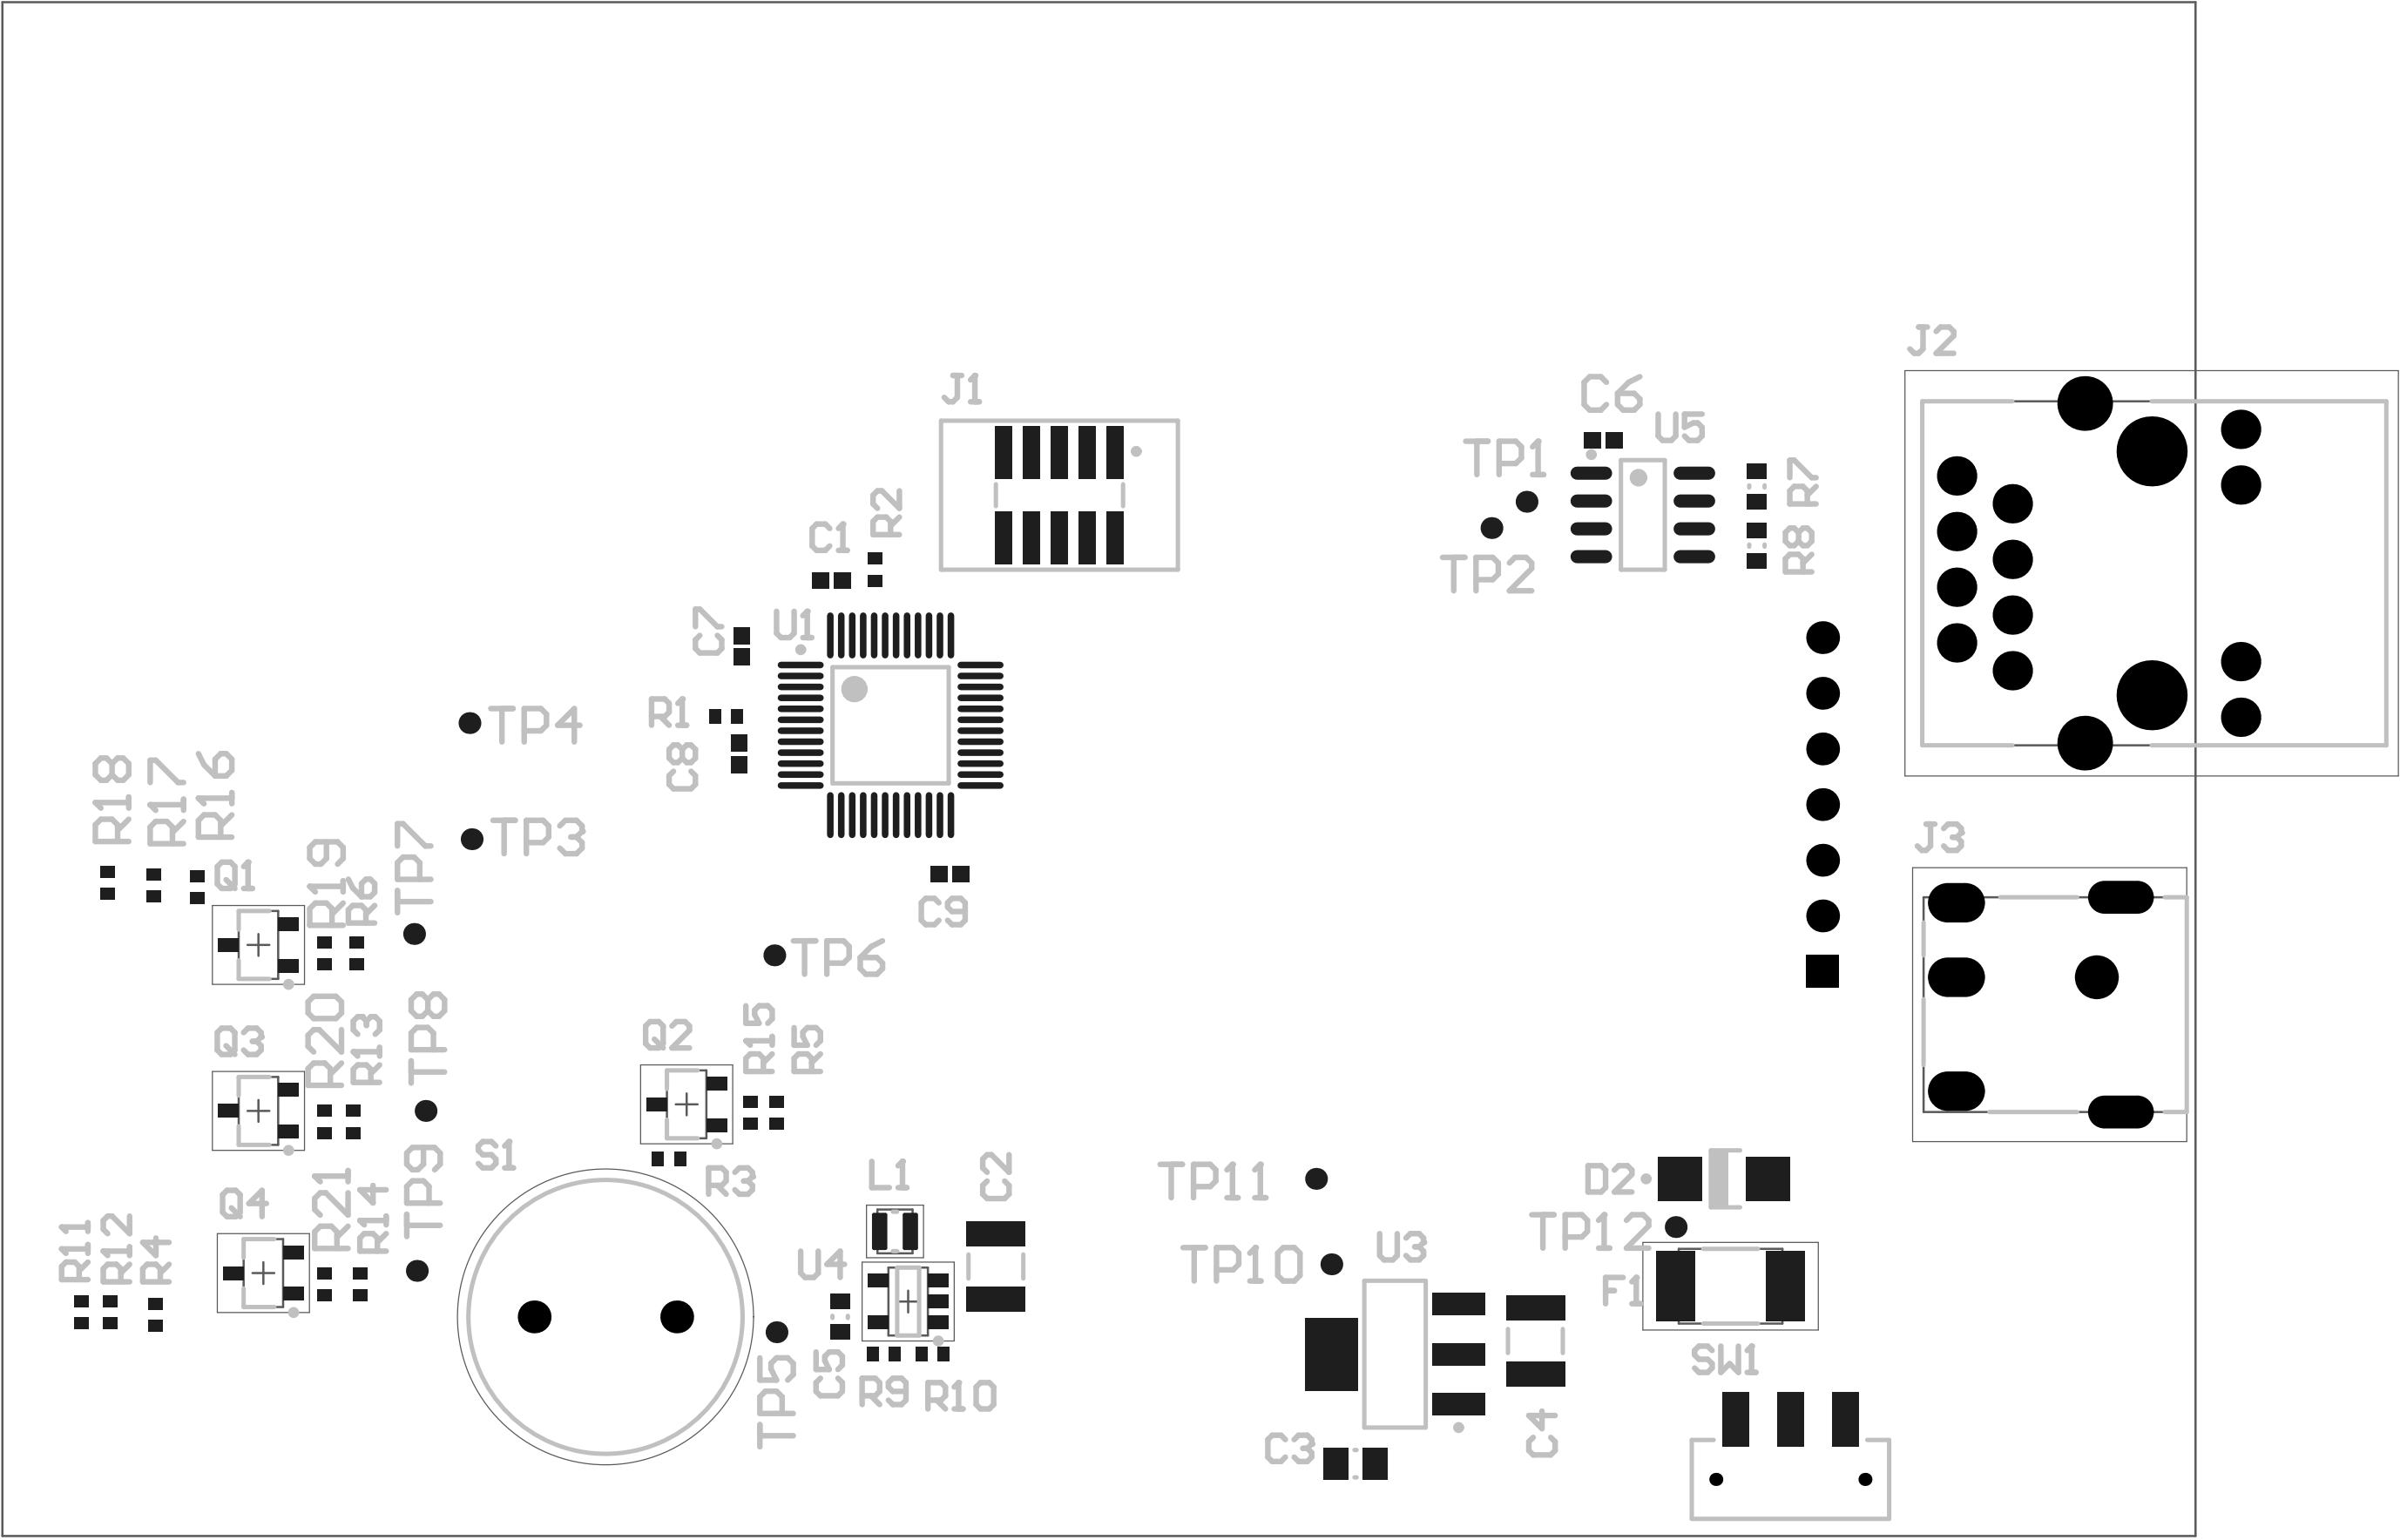 J2
J1
C6
U5
TP1
R7
R2
C1
R8
TP2
C7
U1
R1
TP4
C8
R18
R17
R16
TP3
J3
Q1
R19
R6
TP7
C9
TP6
Q3
R20
R13
TP8
Q2
R15
R5
S1
R3
L1
C2
TP11
D2
Q4
R21
R14
TP9
TP12
R11
R12
R4
U4
TP10
U3
F1
SW1
TP5
C5
R9
R10
C3
C4